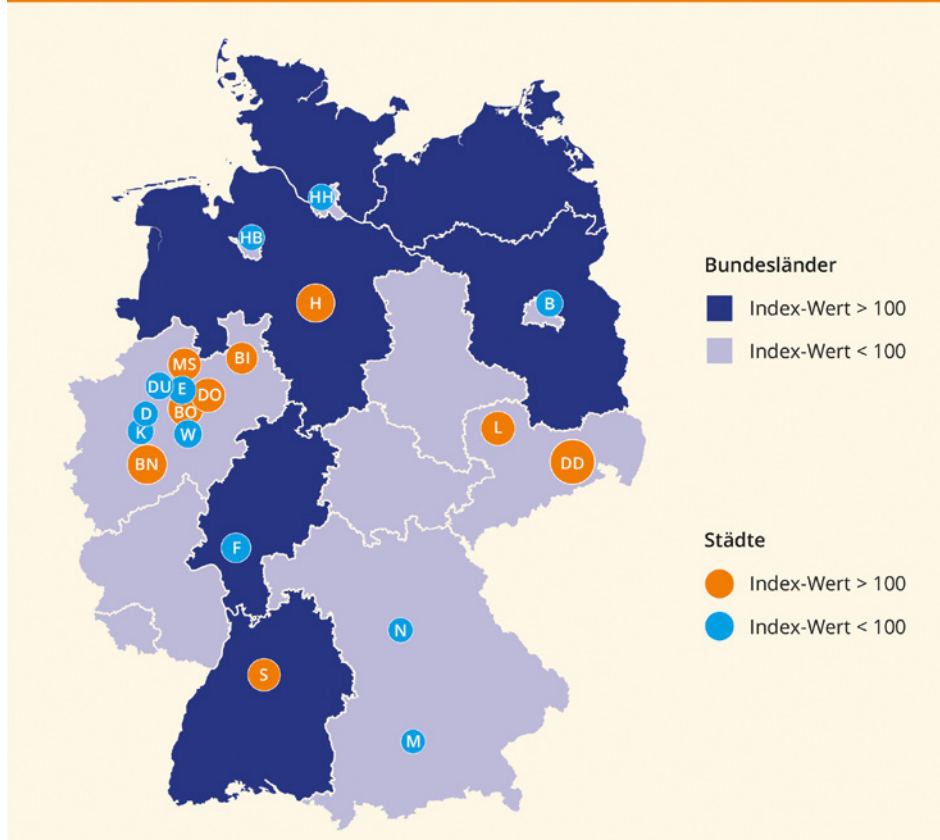 HH
HB
B
H
MS
BI
DU
E
DO
D
BO
K
W
BN
L
DD
F
N
S
M
Bundesländer
Index-Wert > 100
Index-Wert < 100
Städte
Index-Wert > 100
Index-Wert < 100